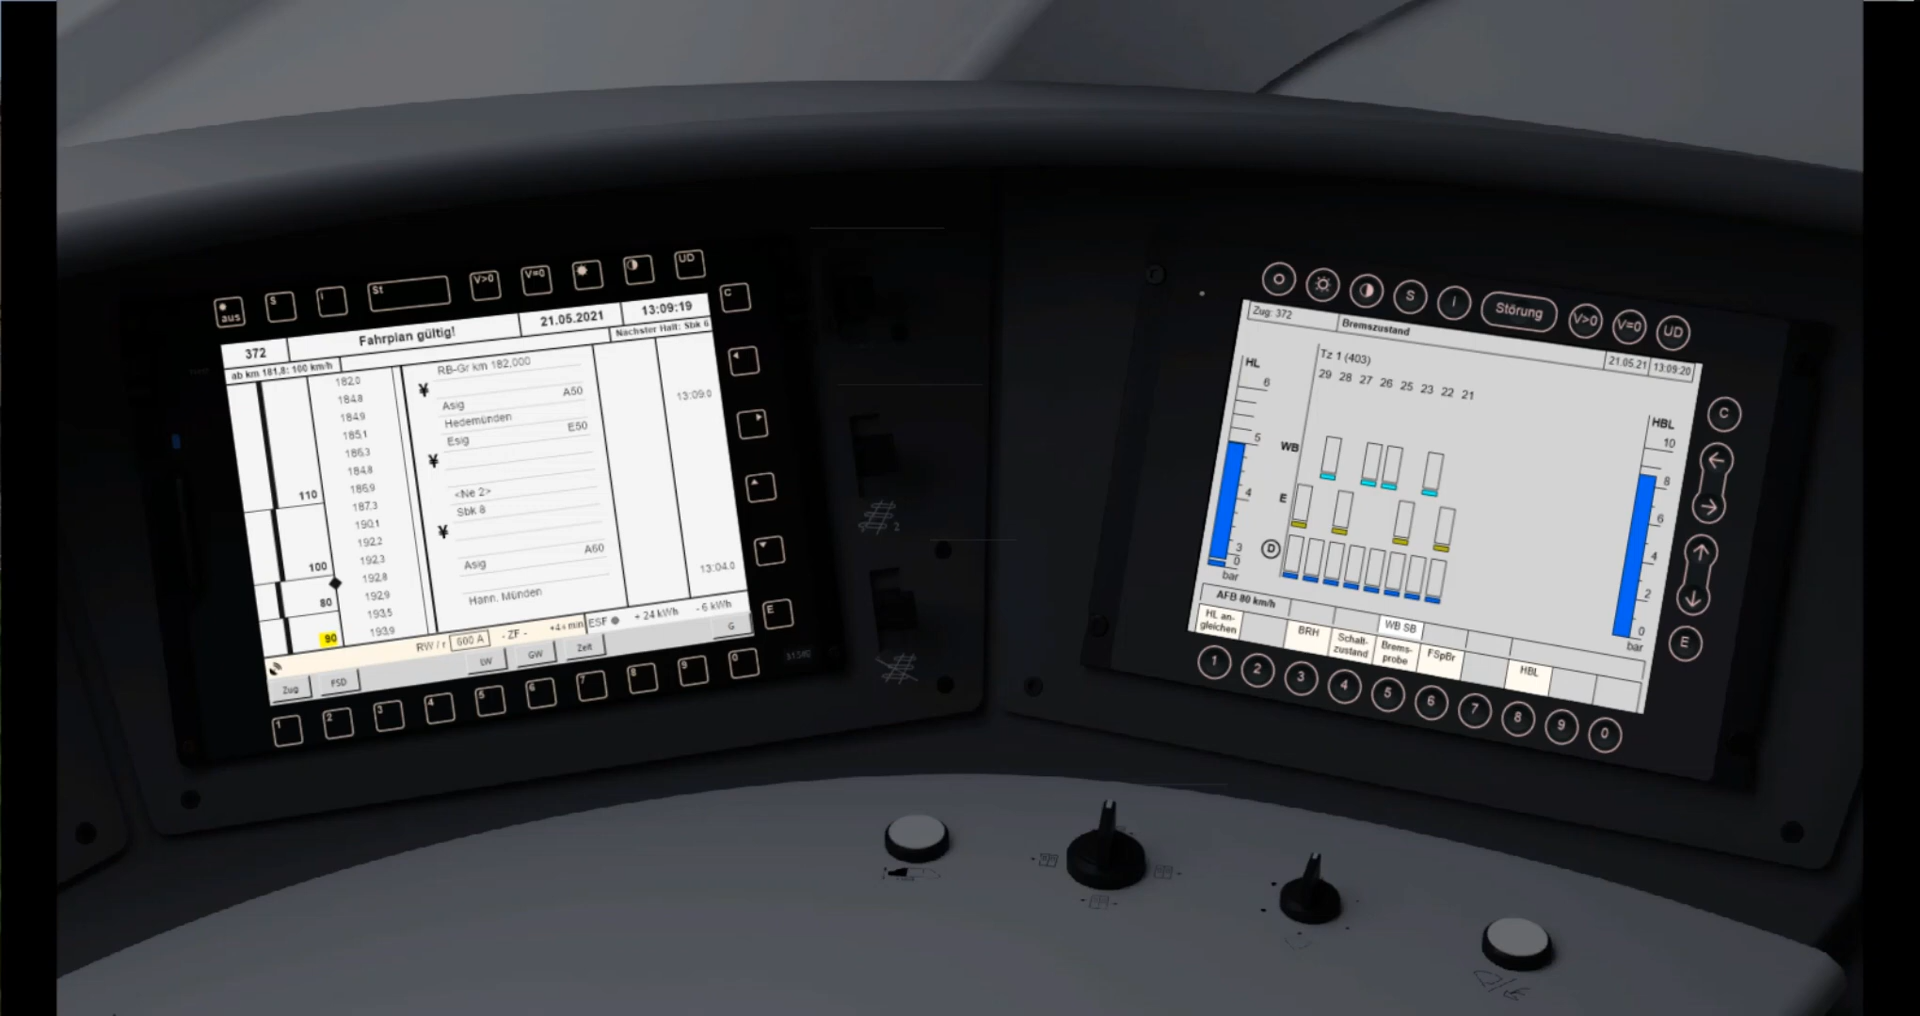 aus
S
I
St
V>0
V=0
UD
C
372
Fahrplan gültig!
21.05.2021
13:09:19
ab km 181,8: 100 km/h
Nächster Halt: Sbk 6
182,0
RB-Gr km 182,000
184,8
¥
13:09.0
184,9
Asig
A50
185,1
Hedemünden
186,3
Esig
E50
184,8
¥
110
186,9
187,3
<Ne 2>
190,1
Sbk 8
192,2
¥
100
192,3
192,8
Asig
A60
13:04.0
80
192,9
193,5
Hann. Münden
90
193,9
RW / r
600 A
- ZF -
+4+ min
ESF
+ 24 kWh
- 6 kWh
E
Zug
FSD
LW
GW
Zeit
G
1
2
3
4
5
6
7
8
9
0
2
S
I
Störung
V>0
V=0
UD
C
E
Zug: 372
Bremszustand
21.05.21
13:09:20
Tz 1 (403)
29 28 27 26 25 23 22 21
HL
6
5
4
3
0
bar
WB
E
D
HBL
10
8
6
4
2
0
bar
AFB 80 km/h
WB SB
HL an-
gleichen
BRH
Schalt-
zustand
Brems-
probe
FSpBr
HBL
1
2
3
4
5
6
7
8
9
0